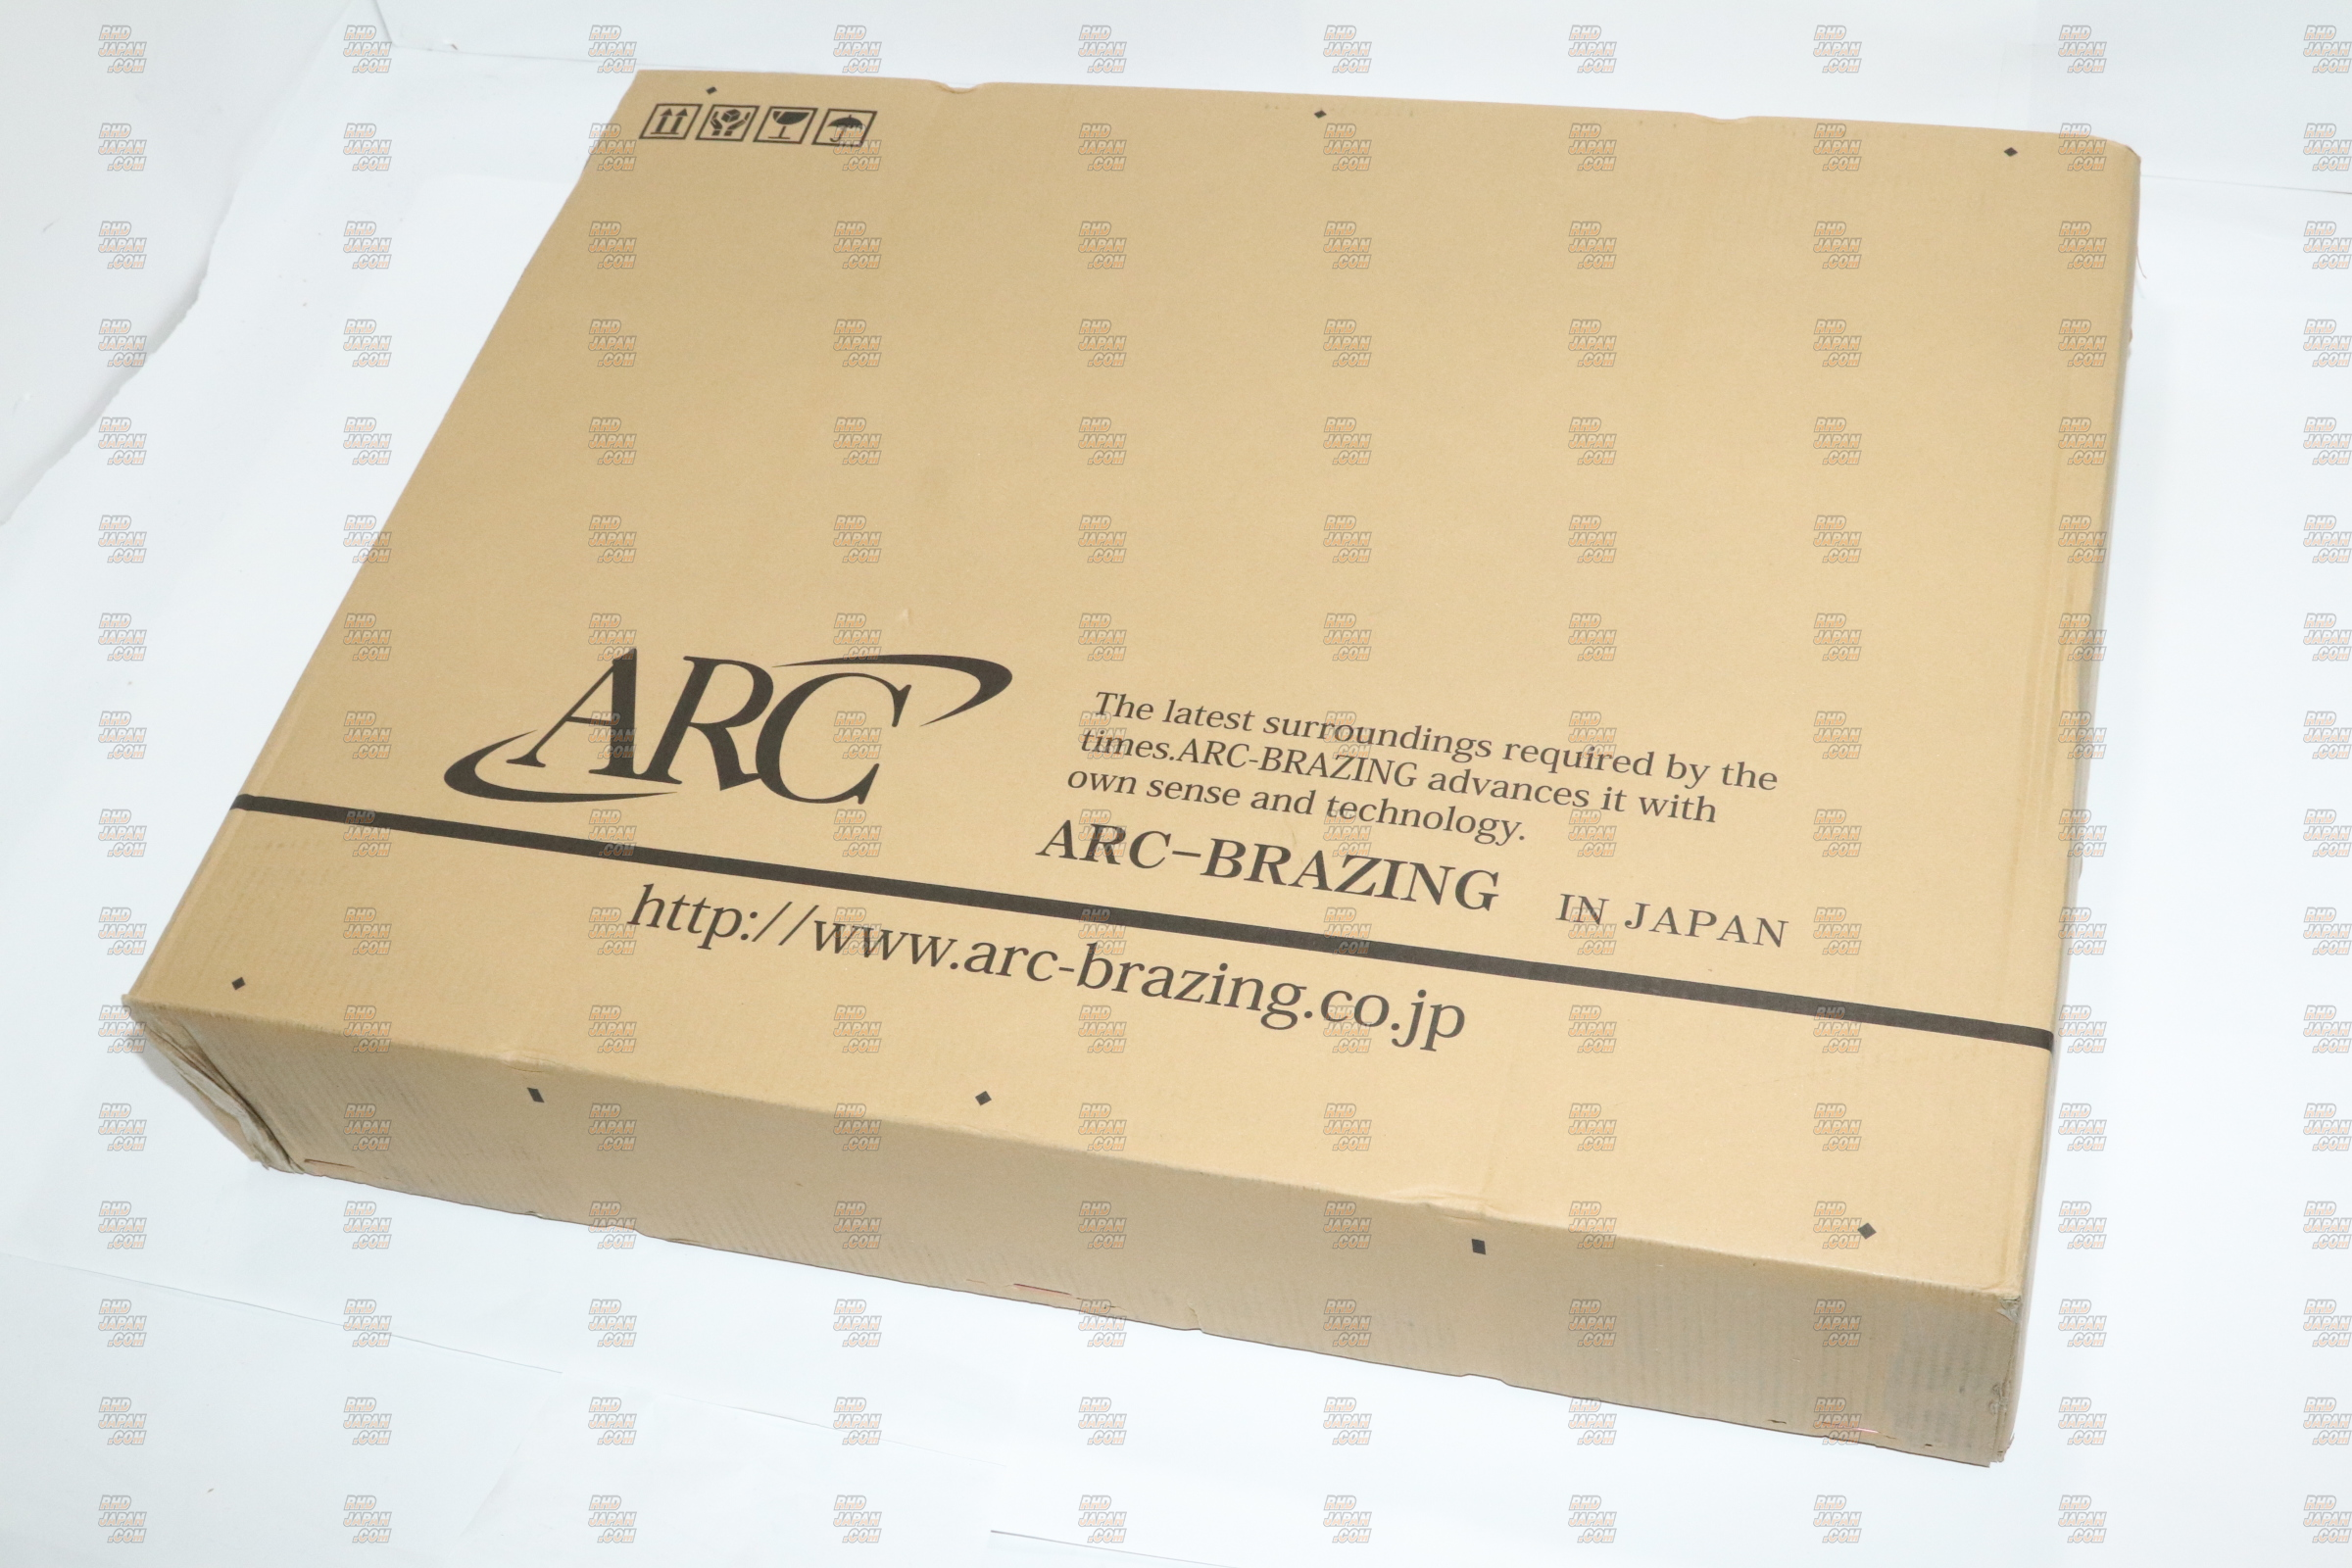 ARC
The latest surroundings required by the
times.ARC-BRAZING advances it with
own sense and technology.
ARC-BRAZING IN JAPAN
http://www.arc-brazing.co.jp
RHD
JAPAN
.COM